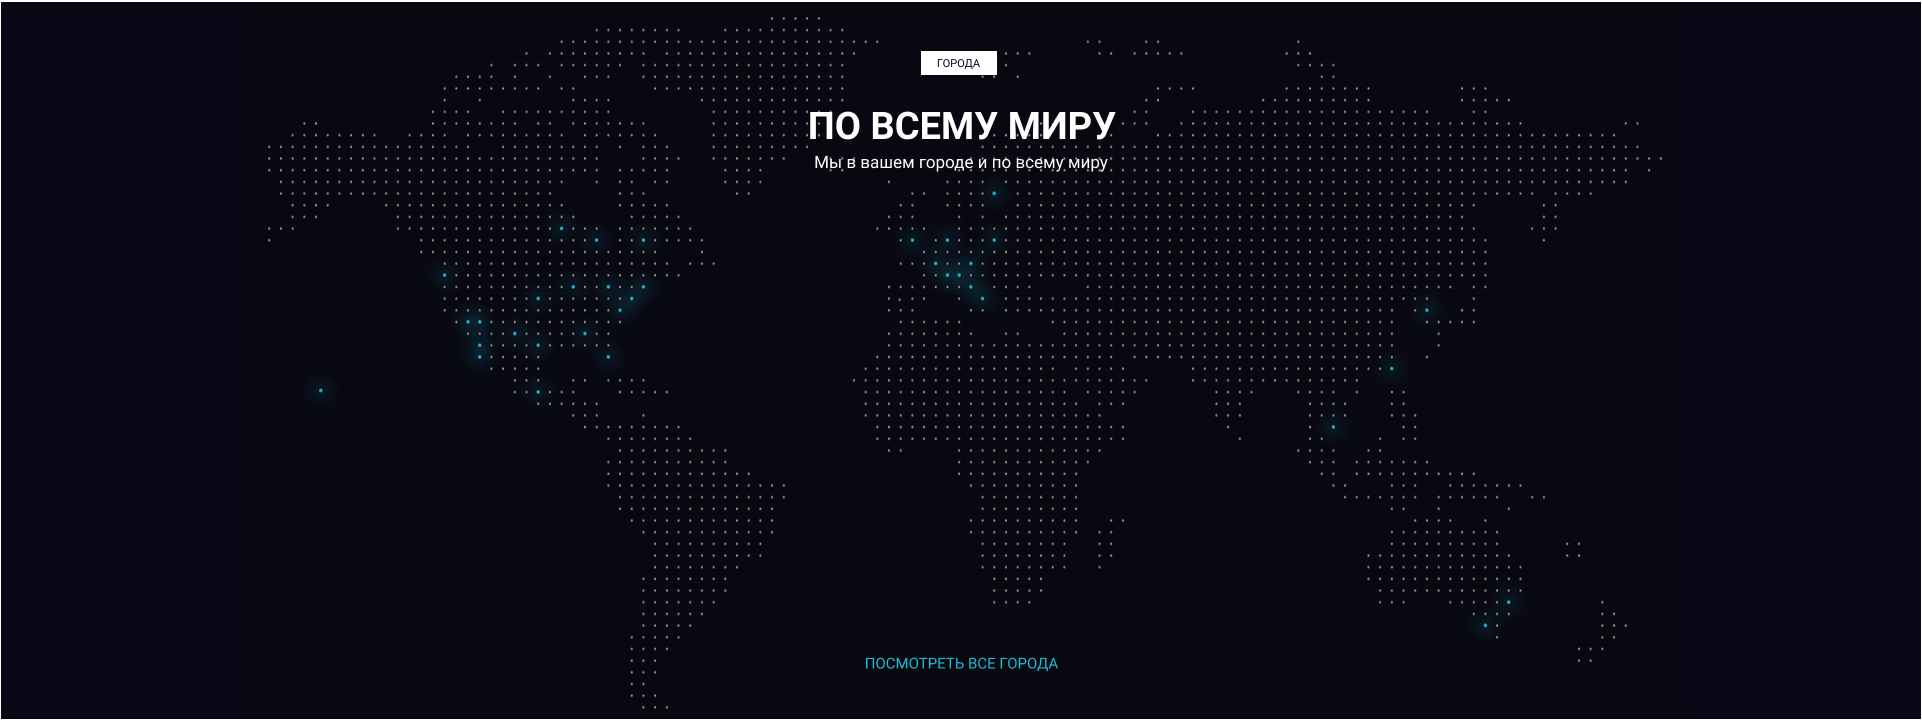 ГОРОДА
ПО ВСЕМУ МИРУ
Мы в вашем городе и по всему миру
ПОСМОТРЕТЬ ВСЕ ГОРОДА